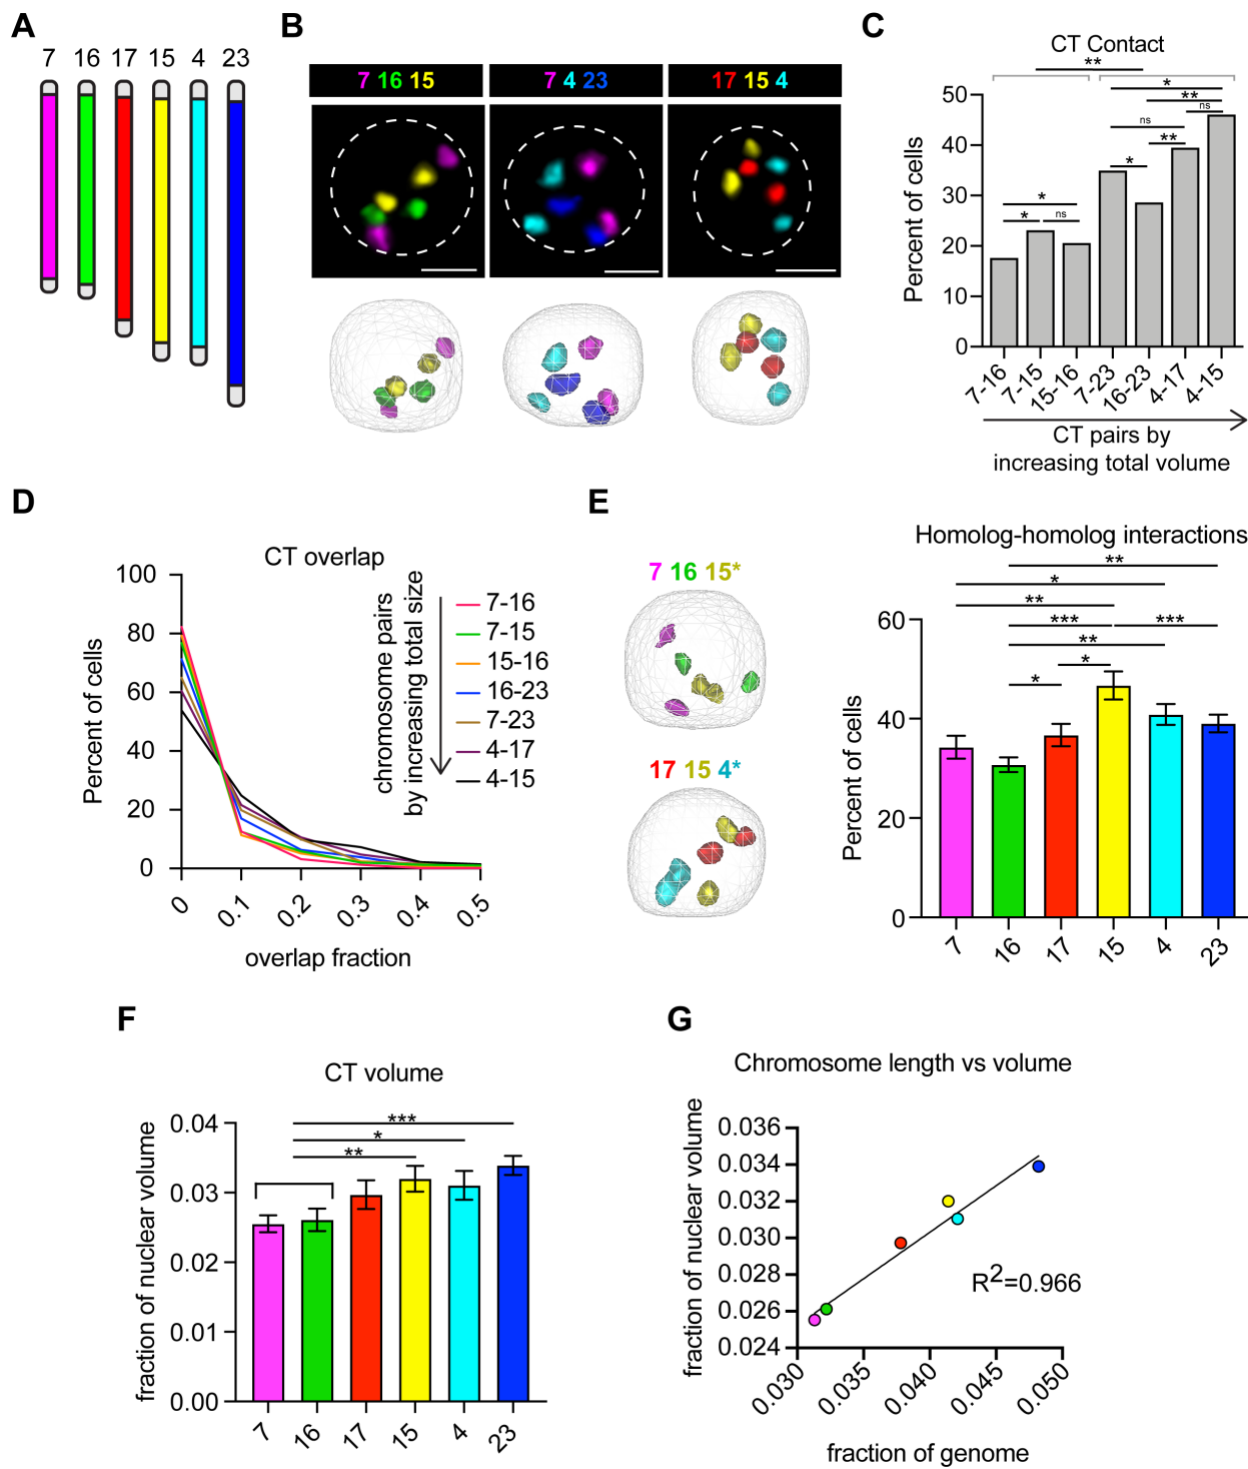 A
7 16 17 15 4 23
B
7 16 15
7 4 23
17 15 4
C
CT Contact
**
*
**
ns
ns
**
*
*
*
ns
Percent of cells
50
40
30
20
10
0
7-16
7-15
15-16
7-23
16-23
4-17
4-15
CT pairs by
increasing total volume
D
CT overlap
Percent of cells
100
80
60
40
20
0
0
0.1
0.2
0.3
0.4
0.5
overlap fraction
chromosome pairs
by increasing total size
7-16
7-15
15-16
16-23
7-23
4-17
4-15
E
7 16 15*
17 15 4*
Homolog-homolog interactions
**
*
**
***
***
**
*
*
Percent of cells
60
40
20
0
7
16
17
15
4
23
F
CT volume
***
*
**
fraction of nuclear volume
0.04
0.03
0.02
0.01
0.00
7
16
17
15
4
23
G
Chromosome length vs volume
fraction of nuclear volume
0.036
0.034
0.032
0.030
0.028
0.026
0.024
R2=0.966
0.030
0.035
0.040
0.045
0.050
fraction of genome